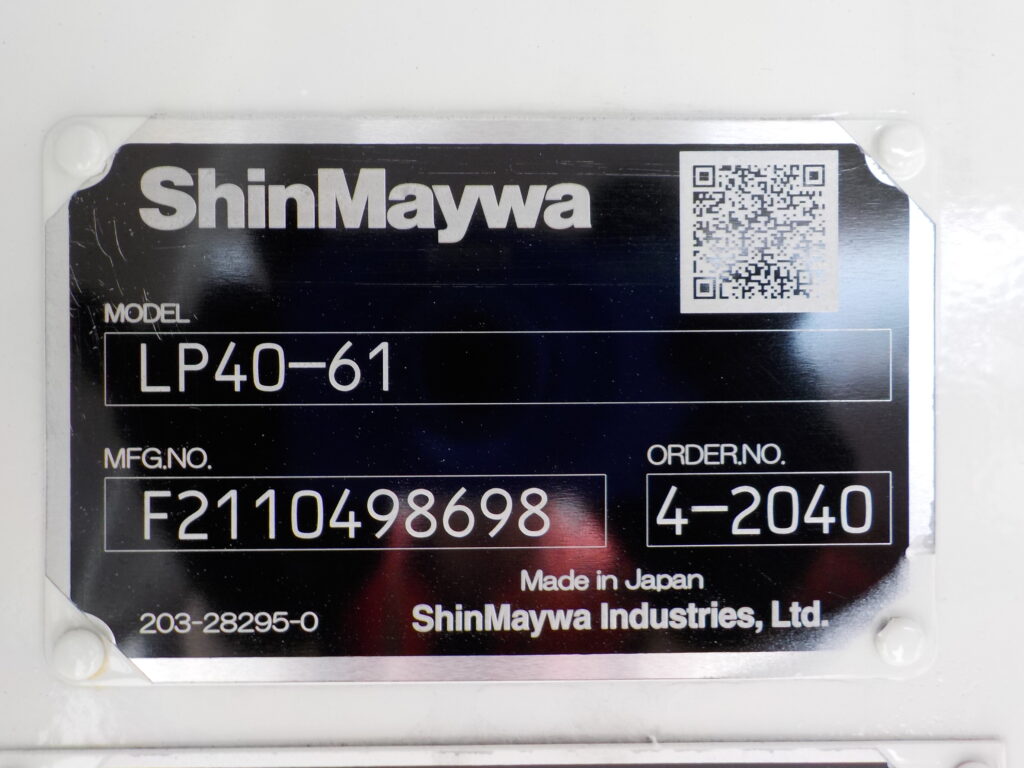 ShinMaywa
MODEL
LP40-61
MFG.NO.
ORDER.NO.
F2110498698
4-2040
Made in Japan
203-28295-0
ShinMaywa Industries, Ltd.